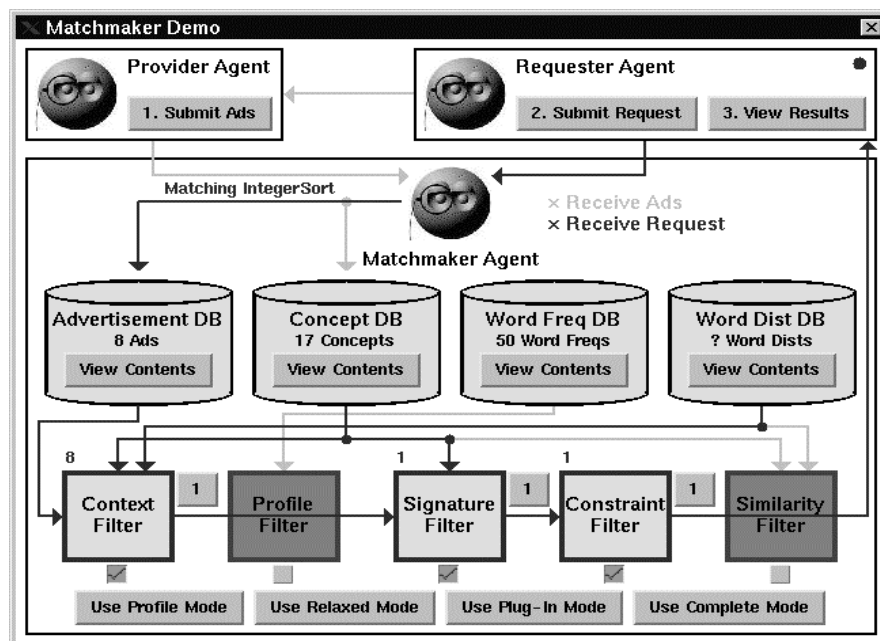 Matchmaker Demo
Provider Agent
1. Submit Ads
Requester Agent
2. Submit Request
3. View Results
Matching IntegerSort
× Receive Ads
× Receive Request
Matchmaker Agent
Advertisement DB
8 Ads
View Contents
Concept DB
17 Concepts
View Contents
Word Freq DB
50 Word Freqs
View Contents
Word Dist DB
? Word Dists
View Contents
8
Context
Filter
1
Profile
Filter
1
Signature
Filter
1
1
Constraint
Filter
1
Similarity
Filter
Use Profile Mode
Use Relaxed Mode
Use Plug-In Mode
Use Complete Mode